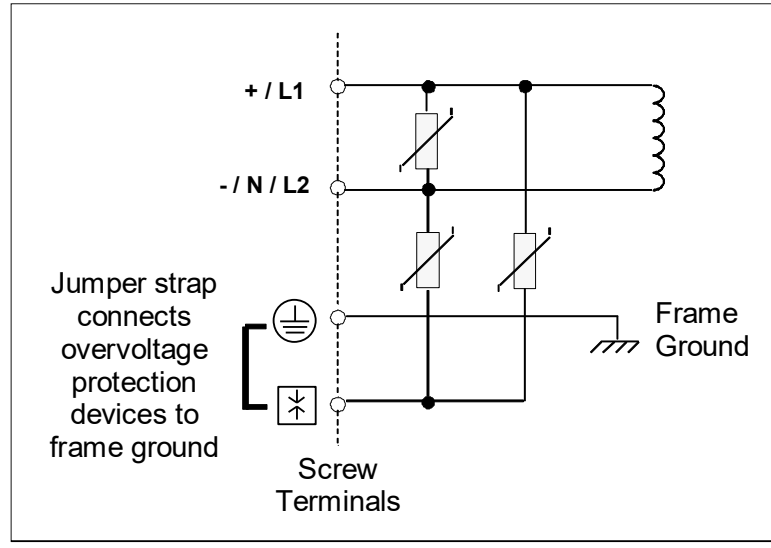 + / L1
- / N / L2
Jumper strap
connects
overvoltage
protection
devices to
frame ground
Frame
Ground
Screw
Terminals